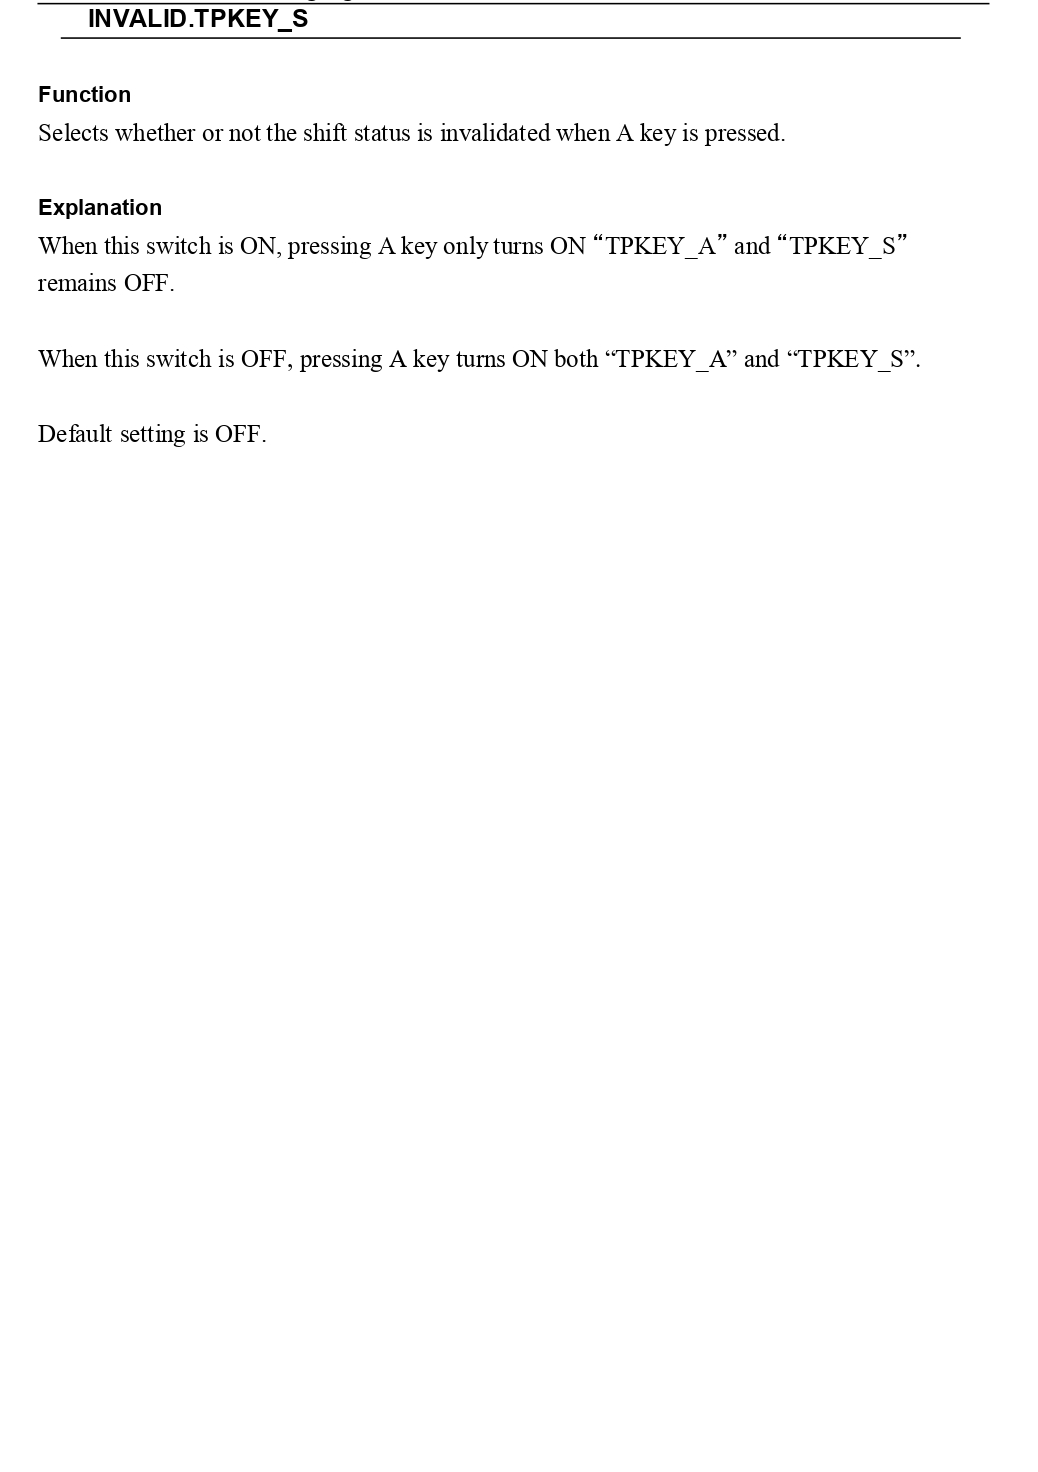 INVALID.TPKEY_S
Function
Selects whether or not the shift status is invalidated when A key is pressed.
Explanation
When this switch is ON, pressing A key only turns ON “TPKEY_A” and “TPKEY_S”
remains OFF.
When this switch is OFF, pressing A key turns ON both “TPKEY_A” and “TPKEY_S”.
Default setting is OFF.